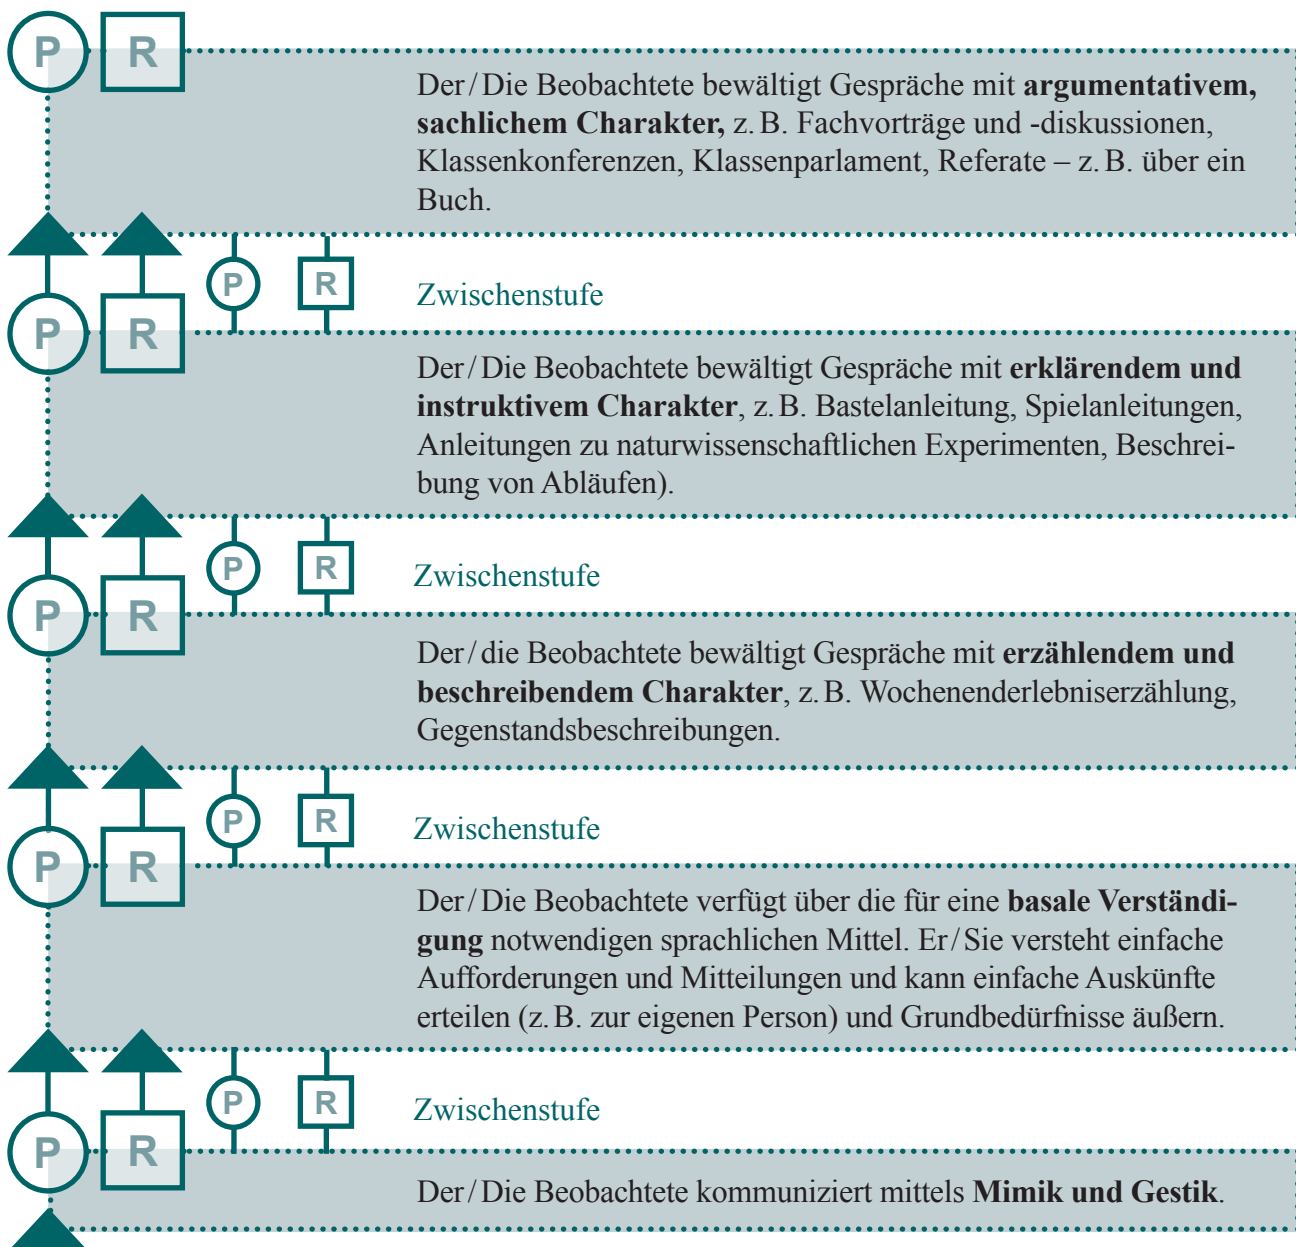 P R
Der/Die Beobachtete bewältigt Gespräche mit argumentativem,
sachlichem Charakter, z.B. Fachvorträge und -diskussionen,
Klassenkonferenzen, Klassenparlament, Referate – z.B. über ein
Buch.
P R Zwischenstufe
P R
Der/Die Beobachtete bewältigt Gespräche mit erklärendem und
instruktivem Charakter, z.B. Bastelanleitung, Spielanleitungen,
Anleitungen zu naturwissenschaftlichen Experimenten, Beschrei-
bung von Abläufen).
P R Zwischenstufe
P R
Der/die Beobachtete bewältigt Gespräche mit erzählendem und
beschreibendem Charakter, z.B. Wochenenderlebniserzählung,
Gegenstandsbeschreibungen.
P R Zwischenstufe
P R
Der/Die Beobachtete verfügt über die für eine basale Verständi-
gung notwendigen sprachlichen Mittel. Er/Sie versteht einfache
Aufforderungen und Mitteilungen und kann einfache Auskünfte
erteilen (z.B. zur eigenen Person) und Grundbedürfnisse äußern.
P R Zwischenstufe
P R
Der/Die Beobachtete kommuniziert mittels Mimik und Gestik.